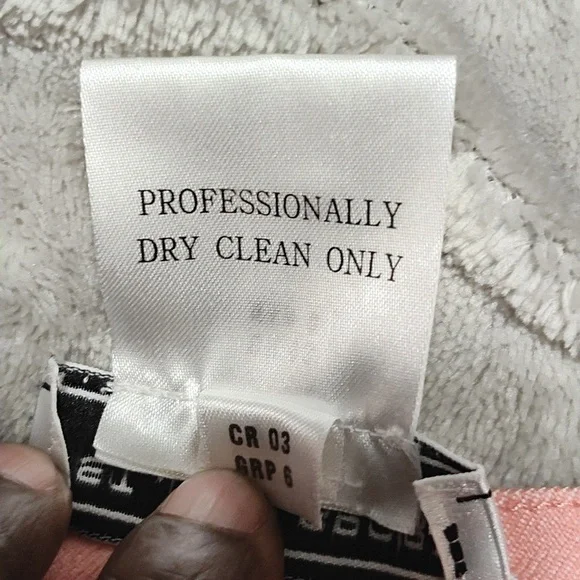 PROFESSIONALLY
DRY CLEAN ONLY
CR 03
GRP 6